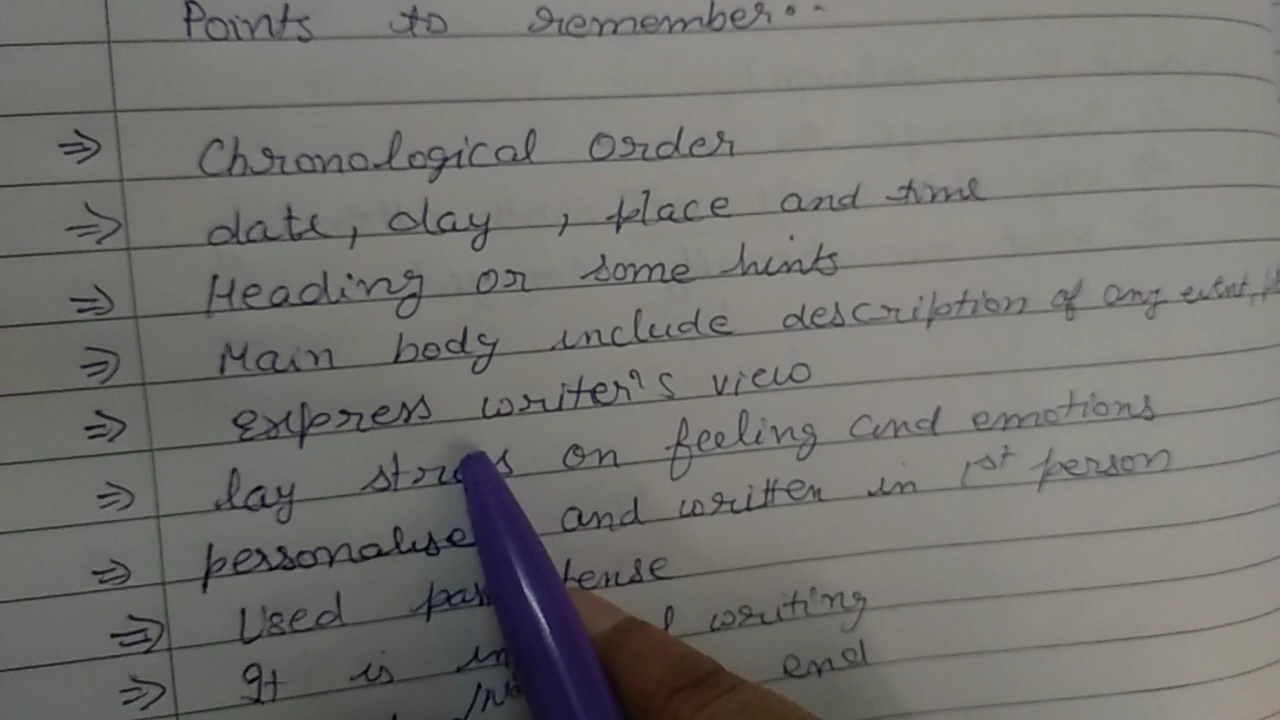 Points to remember..
⇒ Chronological order
⇒ date, day, place and time
⇒ Heading or some hints
⇒ Main body include description of any event,
⇒ express writer's view
⇒ lay stress on feeling and emotions
⇒ personalise and written in 1st person
⇒ Used tense
⇒ It is writing
end